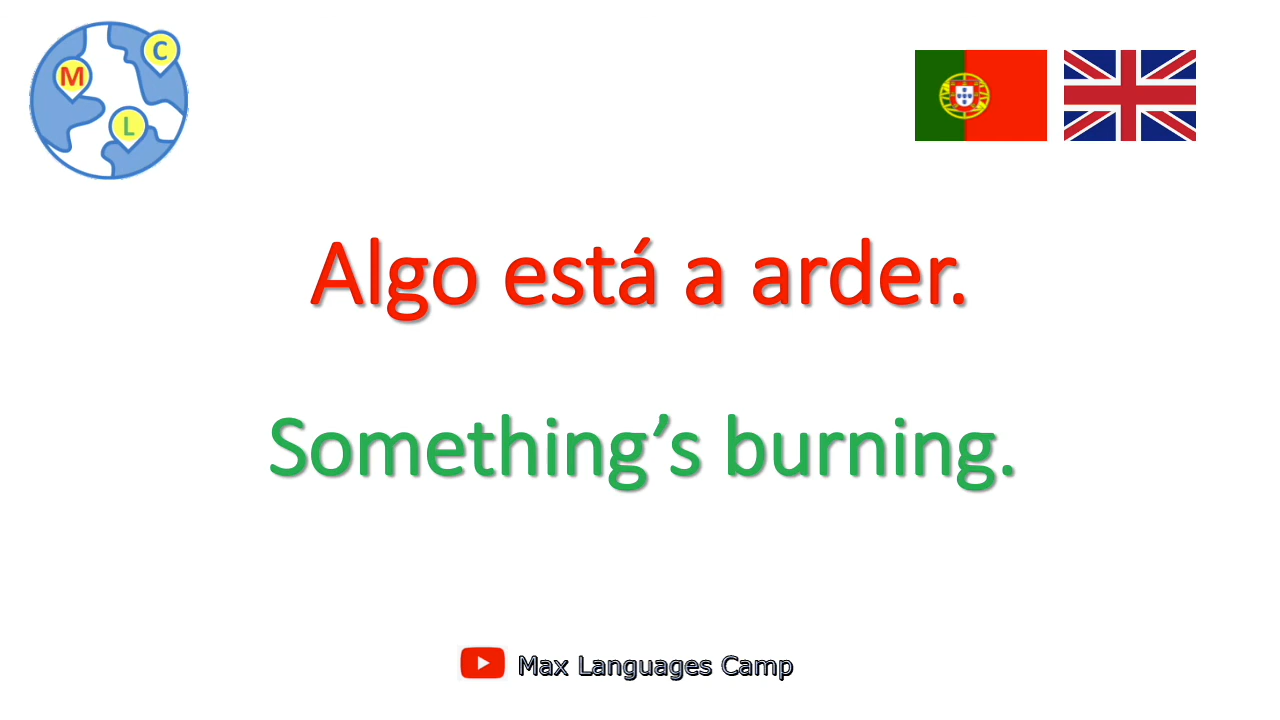 M
C
L
Algo está a arder.
Something’s burning.
Max Languages Camp